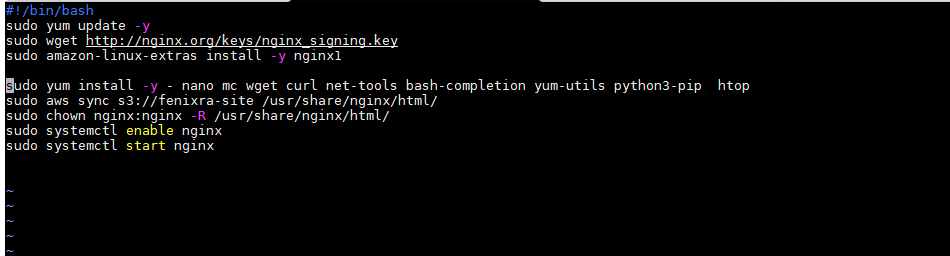 #!/bin/bash
sudo yum update -y
sudo wget http://nginx.org/keys/nginx_signing.key
sudo amazon-linux-extras install -y nginx1
sudo yum install -y - nano mc wget curl net-tools bash-completion yum-utils python3-pip  htop
sudo aws sync s3://fenixra-site /usr/share/nginx/html/
sudo chown nginx:nginx -R /usr/share/nginx/html/
sudo systemctl enable nginx
sudo systemctl start nginx
~
~
~
~
~